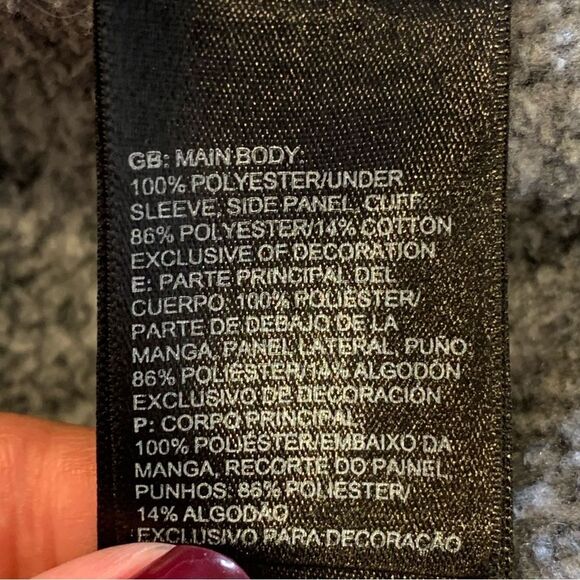 GB: MAIN BODY:
100% POLYESTER/UNDER
SLEEVE, SIDE PANEL, CUFF:
86% POLYESTER/14% COTTON
EXCLUSIVE OF DECORATION
E: PARTE PRINCIPAL DEL
CUERPO: 100% POLIESTER/
PARTE DE DEBAJO DE LA
MANGA, PANEL LATERAL, PUÑO:
86% POLIESTER/14% ALGODÓN
EXCLUSIVO DE DECORACIÓN
P: CORPO PRINCIPAL:
100% POLIESTER/EMBAIXO DA
MANGA, RECORTE DO PAINEL,
PUNHOS: 86% POLIESTER/
14% ALGODÃO
EXCLUSIVO PARA DECORAÇÃO